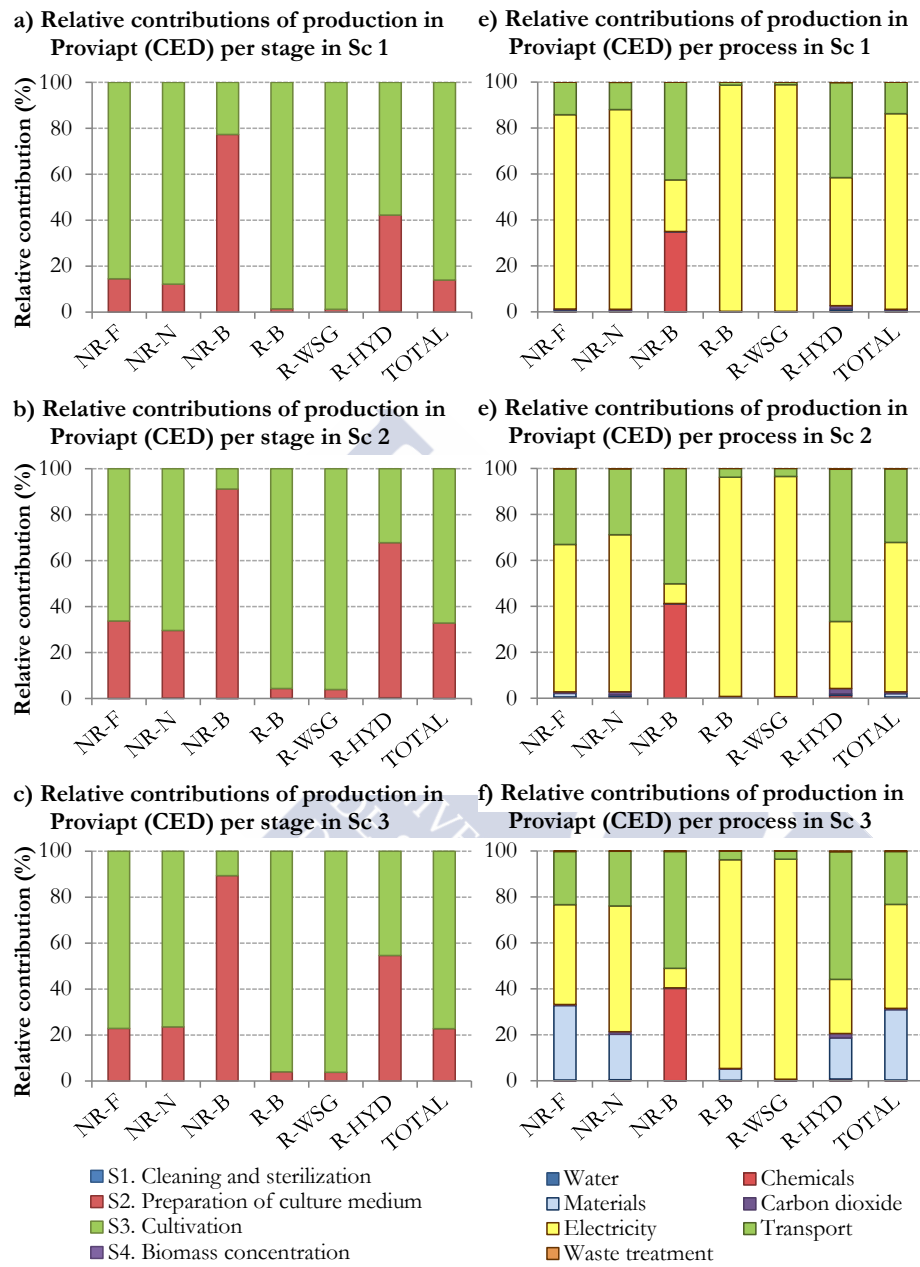 a) Relative contributions of production in
Proviapt (CED) per stage in Sc 1
Relative contribution (%)
100
80
60
40
20
0
NR-F
NR-N
NR-B
R-B
R-WSG
R-HYD
TOTAL
e) Relative contributions of production in
Proviapt (CED) per process in Sc 1
100
80
60
40
20
0
NR-F
NR-N
NR-B
R-B
R-WSG
R-HYD
TOTAL
b) Relative contributions of production in
Proviapt (CED) per stage in Sc 2
Relative contribution (%)
100
80
60
40
20
0
NR-F
NR-N
NR-B
R-B
R-WSG
R-HYD
TOTAL
e) Relative contributions of production in
Proviapt (CED) per process in Sc 2
100
80
60
40
20
0
NR-F
NR-N
NR-B
R-B
R-WSG
R-HYD
TOTAL
c) Relative contributions of production in
Proviapt (CED) per stage in Sc 3
Relative contribution (%)
100
80
60
40
20
0
NR-F
NR-N
NR-B
R-B
R-WSG
R-HYD
TOTAL
f) Relative contributions of production in
Proviapt (CED) per process in Sc 3
100
80
60
40
20
0
NR-F
NR-N
NR-B
R-B
R-WSG
R-HYD
TOTAL
S1. Cleaning and sterilization
S2. Preparation of culture medium
S3. Cultivation
S4. Biomass concentration
Water
Chemicals
Materials
Carbon dioxide
Electricity
Transport
Waste treatment